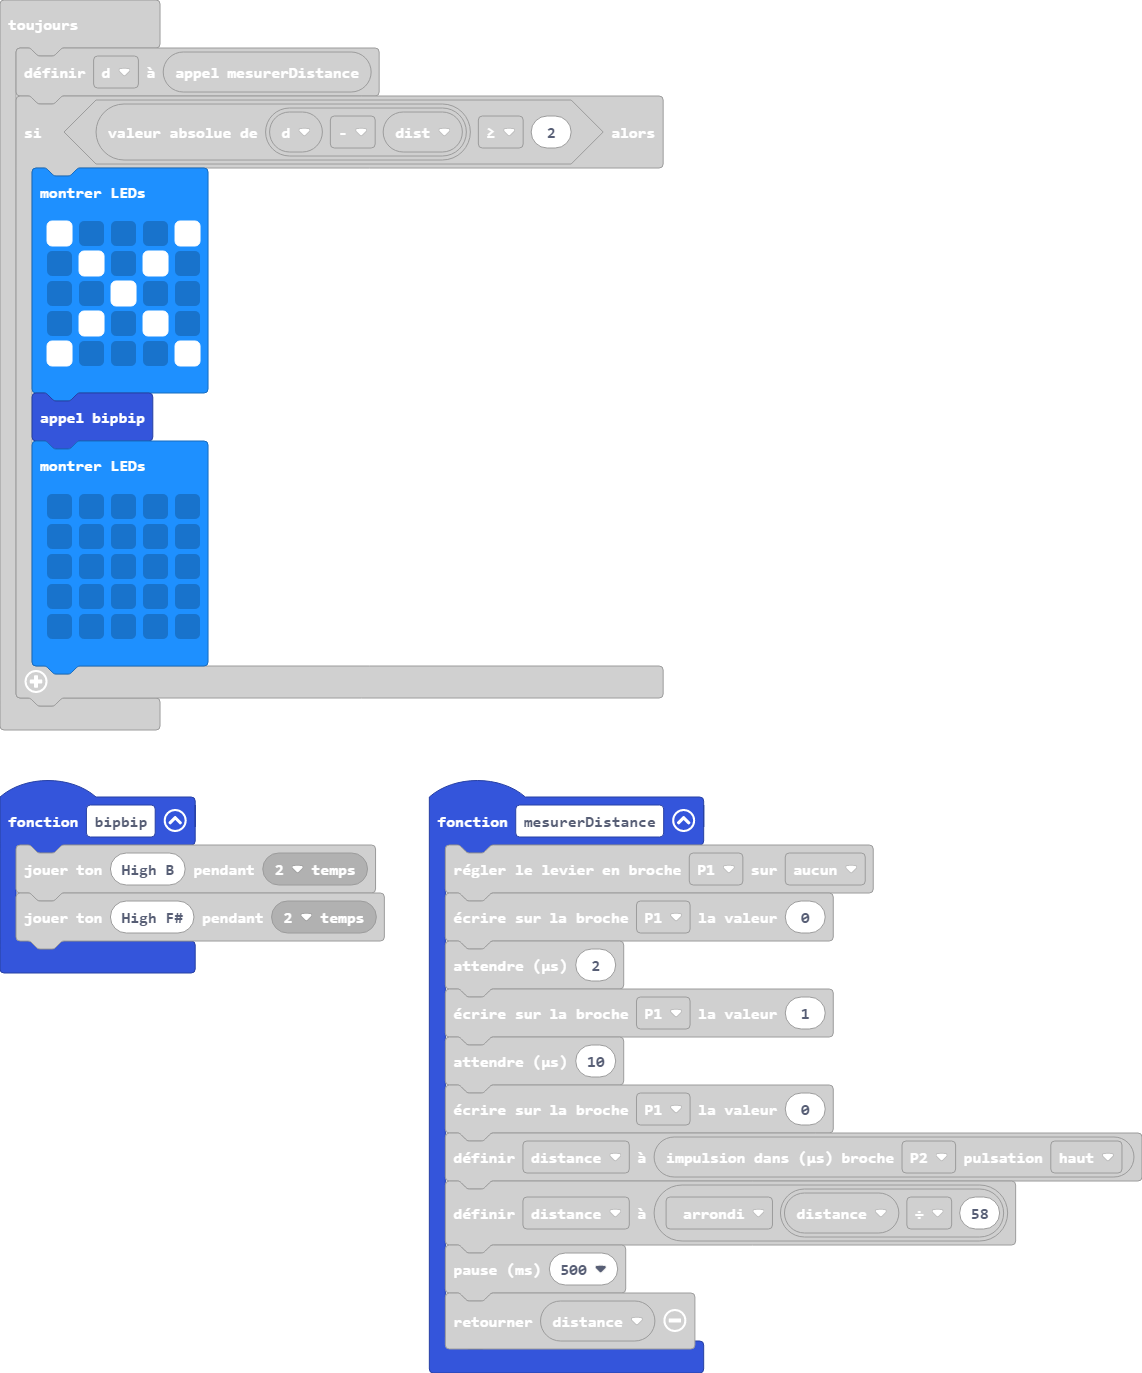 toujours
définir d à appel mesurerDistance
si valeur absolue de d - dist ≥ 2 alors
montrer LEDs
appel bipbip
montrer LEDs
fonction bipbip
jouer ton High B pendant 2 temps
jouer ton High F# pendant 2 temps
fonction mesurerDistance
régler le levier en broche P1 sur aucun
écrire sur la broche P1 la valeur 0
attendre (µs) 2
écrire sur la broche P1 la valeur 1
attendre (µs) 10
écrire sur la broche P1 la valeur 0
définir distance à impulsion dans (µs) broche P2 pulsation haut
définir distance à arrondi distance ÷ 58
pause (ms) 500
retourner distance